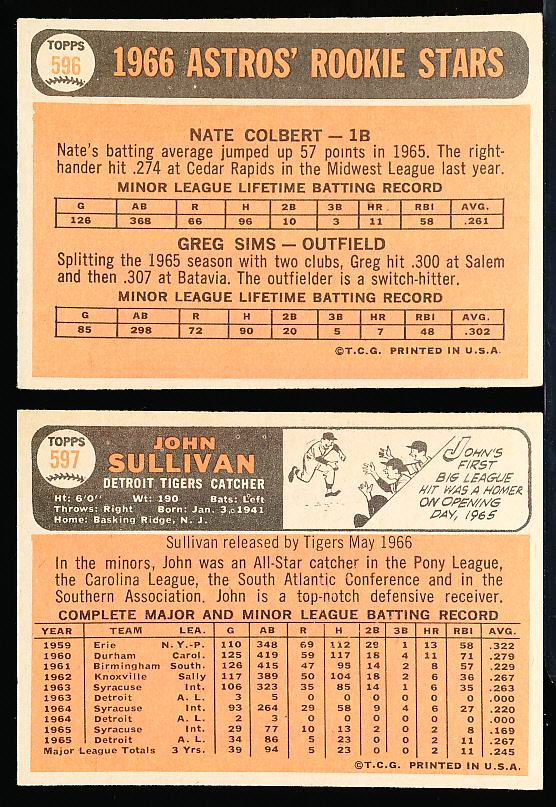 TOPPS
596
1966 ASTROS' ROOKIE STARS
NATE COLBERT — 1B
Nate's batting average jumped up 57 points in 1965. The right-
hander hit .274 at Cedar Rapids in the Midwest League last year.
MINOR LEAGUE LIFETIME BATTING RECORD
G AB R H 2B 3B HR RBI AVG.
126 368 66 96 10 3 11 58 .261
GREG SIMS — OUTFIELD
Splitting the 1965 season with two clubs, Greg hit .300 at Salem
and then .307 at Batavia. The outfielder is a switch-hitter.
MINOR LEAGUE LIFETIME BATTING RECORD
G AB R H 2B 3B HR RBI AVG.
85 298 72 90 20 5 7 48 .302
©T.C.G. PRINTED IN U.S.A.
TOPPS
597
JOHN
SULLIVAN
DETROIT TIGERS CATCHER
Ht: 6'0" Wt: 190 Bats: Left
Throws: Right Born: Jan. 3, 1941
Home: Basking Ridge, N. J.
JOHN'S
FIRST
BIG LEAGUE
HIT WAS A HOMER
ON OPENING
DAY, 1965
Sullivan released by Tigers May 1966
In the minors, John was an All-Star catcher in the Pony League,
the Carolina League, the South Atlantic Conference and in the
Southern Association. John is a top-notch defensive receiver.
COMPLETE MAJOR AND MINOR LEAGUE BATTING RECORD
YEAR TEAM LEA. G AB R H 2B 3B HR RBI AVG.
1959 Erie N.Y.-P. 110 348 69 112 29 1 13 58 .322
1960 Durham Carol. 125 419 59 117 18 4 11 71 .279
1961 Birmingham South. 126 415 47 95 14 2 8 57 .229
1962 Knoxville Sally 117 389 50 104 18 2 6 36 .267
1963 Syracuse Int. 106 323 35 85 14 1 6 35 .263
1963 Detroit A. L. 3 5 0 0 0 0 0 0 .000
1964 Syracuse Int. 93 264 29 58 9 4 6 27 .220
1964 Detroit A. L. 2 3 0 0 0 0 0 0 .000
1965 Syracuse Int. 29 77 10 13 2 0 2 8 .169
1965 Detroit A. L. 34 86 5 23 0 0 2 11 .267
Major League Totals 3 Yrs. 39 94 5 23 0 0 2 11 .245
©T.C.G. PRINTED IN U.S.A.